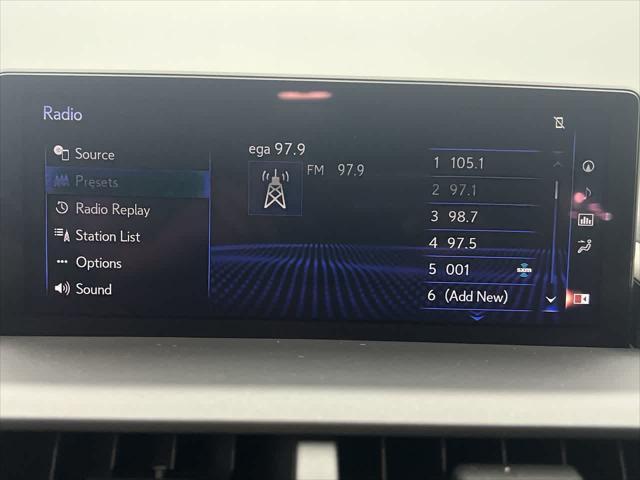 Radio
Source
Presets
Radio Replay
Station List
Options
Sound
ega 97.9
FM 97.9
1 105.1
2 97.1
3 98.7
4 97.5
5 001 sxm
6 (Add New)